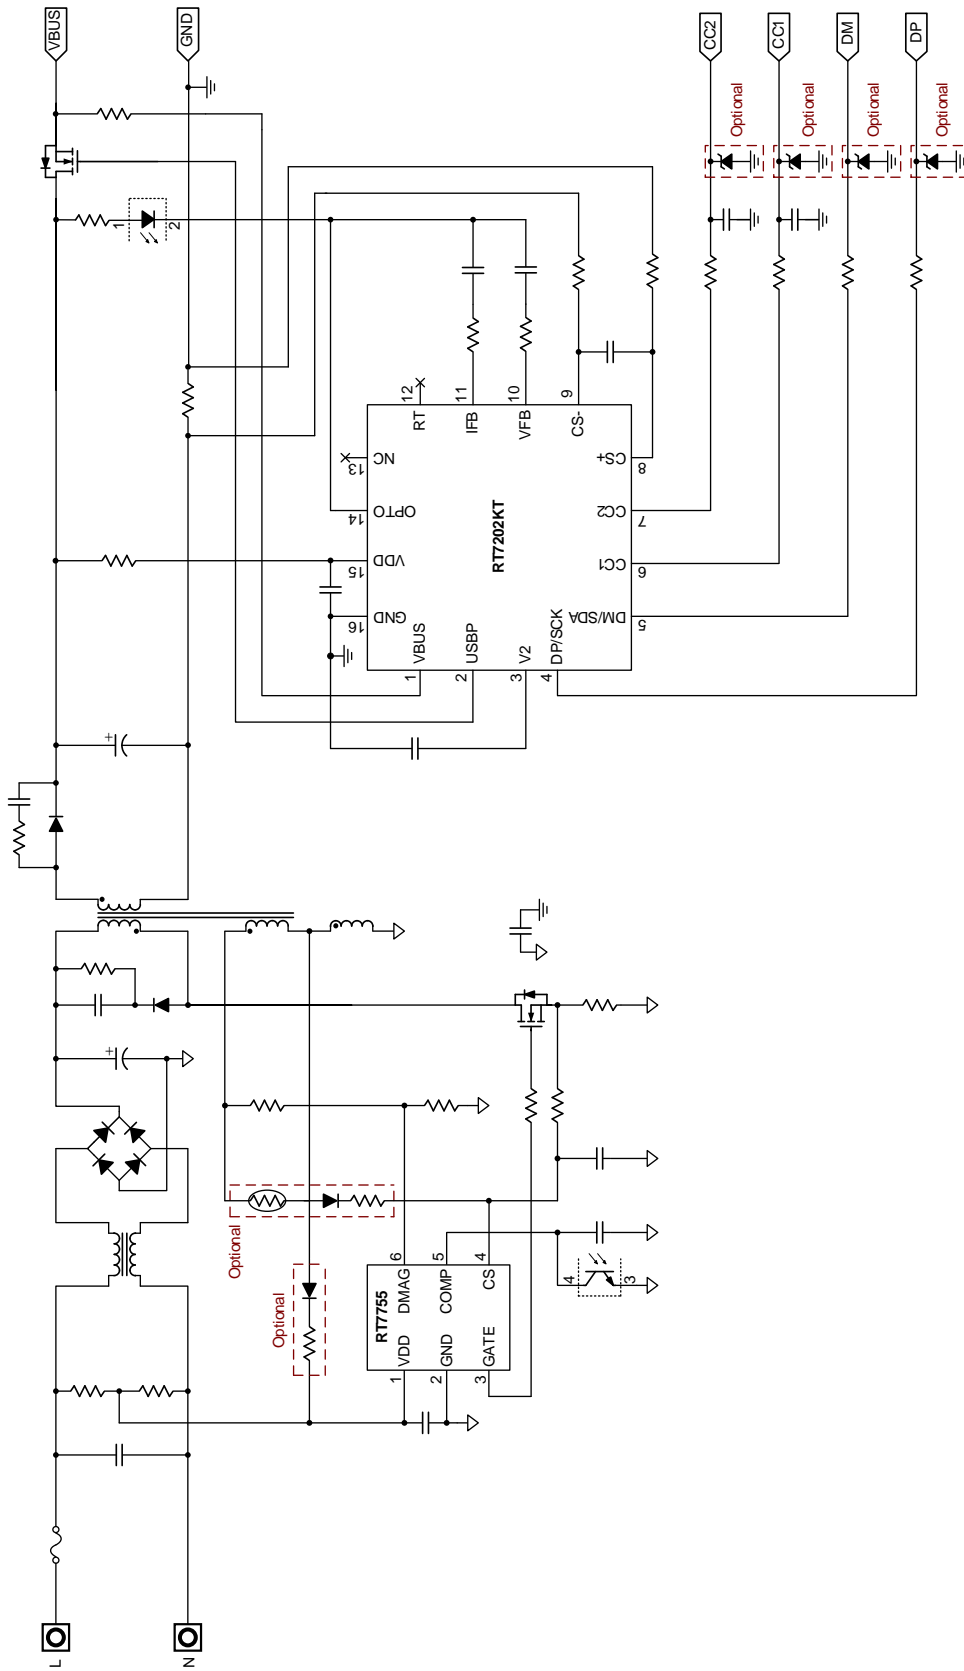 VBUS
GND
CC2
CC1
DM
DP
Optional
Optional
Optional
Optional
1
2
12
RT
11
IFB
10
VFB
9
CS-
13
NC
CS+
8
14
OPTO
RT7202KT
CC2
7
15
VDD
CC1
6
16
GND
DM/SDA
5
VBUS
1
USBP
2
V2
3
DP/SCK
4
+
+
Optional
Optional
RT7755
6
DMAG
5
COMP
4
CS
VDD
1
GND
2
GATE
3
4
3
L
N